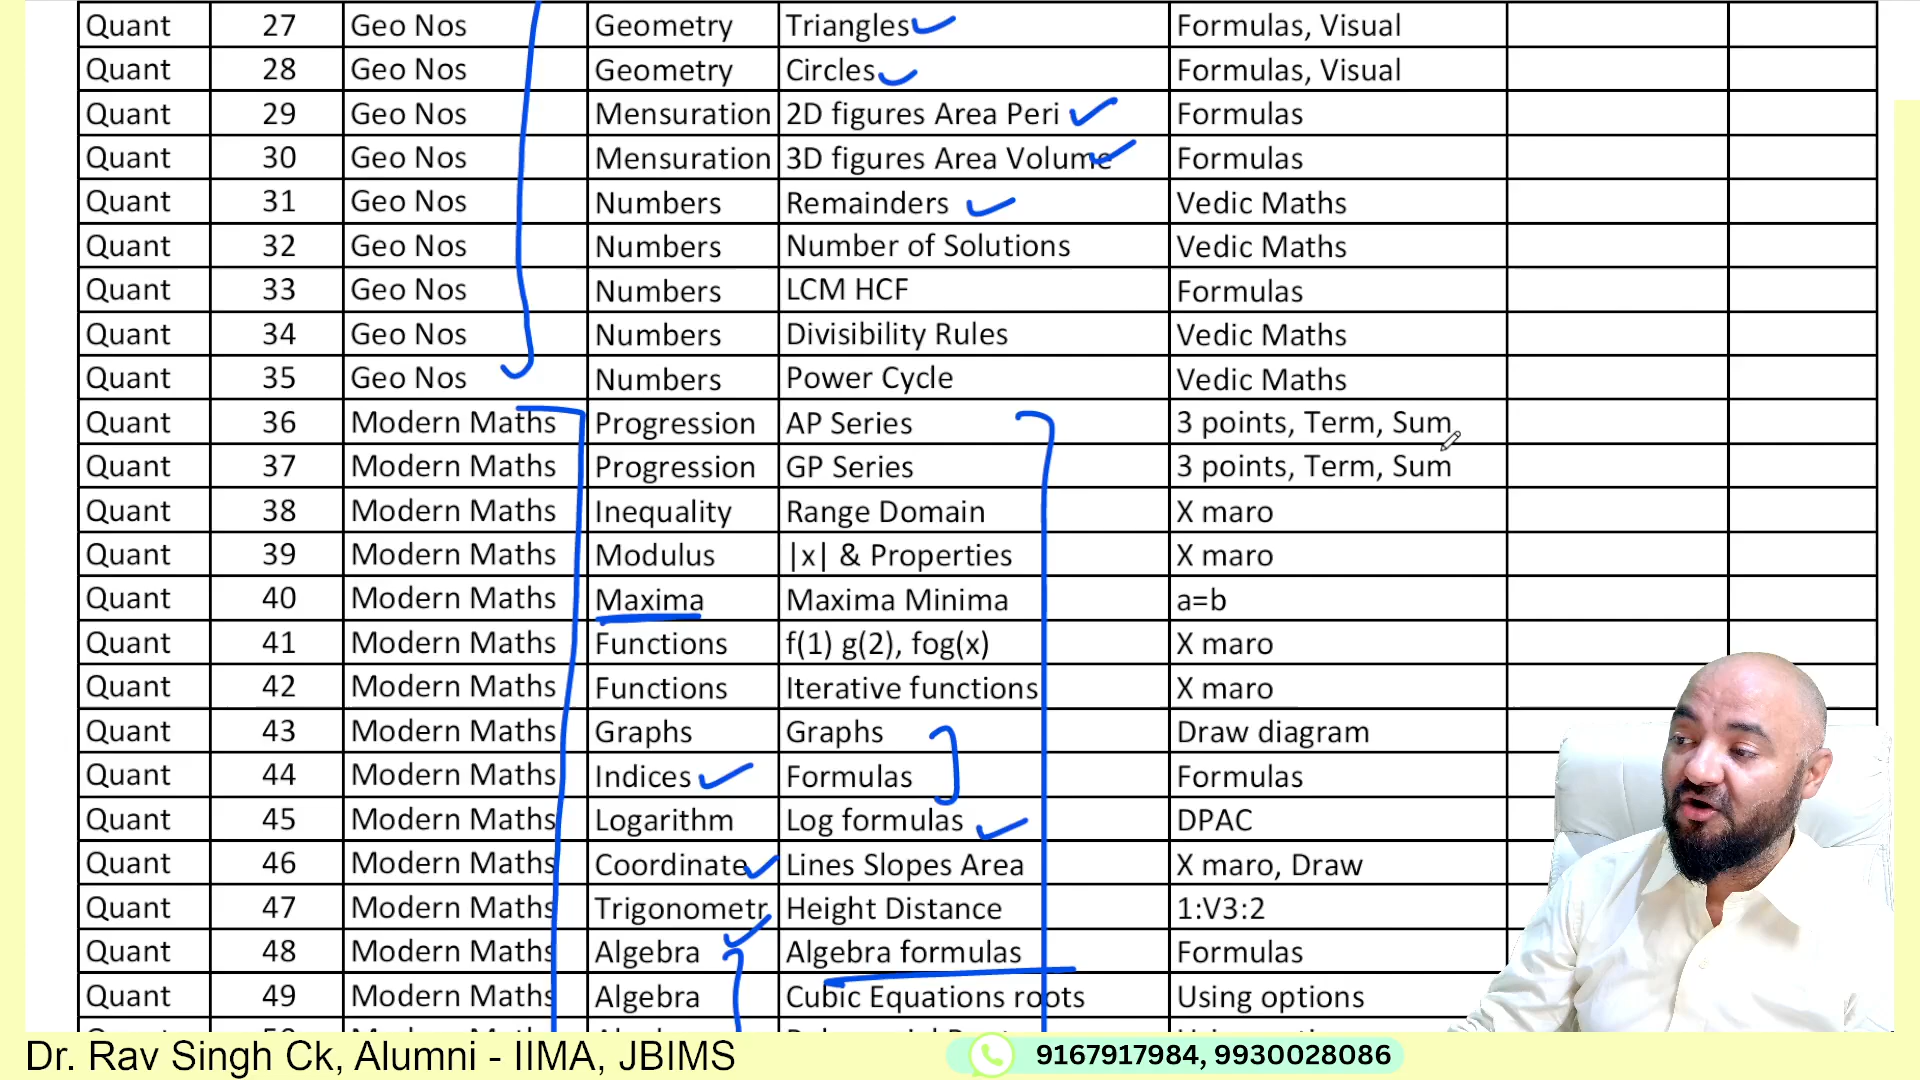 Quant 27 Geo Nos Geometry Triangles Formulas, Visual
Quant 28 Geo Nos Geometry Circles Formulas, Visual
Quant 29 Geo Nos Mensuration 2D figures Area Peri Formulas
Quant 30 Geo Nos Mensuration 3D figures Area Volume Formulas
Quant 31 Geo Nos Numbers Remainders Vedic Maths
Quant 32 Geo Nos Numbers Number of Solutions Vedic Maths
Quant 33 Geo Nos Numbers LCM HCF Formulas
Quant 34 Geo Nos Numbers Divisibility Rules Vedic Maths
Quant 35 Geo Nos Numbers Power Cycle Vedic Maths
Quant 36 Modern Maths Progression AP Series 3 points, Term, Sum
Quant 37 Modern Maths Progression GP Series 3 points, Term, Sum
Quant 38 Modern Maths Inequality Range Domain X maro
Quant 39 Modern Maths Modulus |x| & Properties X maro
Quant 40 Modern Maths Maxima Maxima Minima a=b
Quant 41 Modern Maths Functions f(1) g(2), fog(x) X maro
Quant 42 Modern Maths Functions Iterative functions X maro
Quant 43 Modern Maths Graphs Graphs Draw diagram
Quant 44 Modern Maths Indices Formulas Formulas
Quant 45 Modern Maths Logarithm Log formulas DPAC
Quant 46 Modern Maths Coordinate Lines Slopes Area X maro, Draw
Quant 47 Modern Maths Trigonometr Height Distance 1:V3:2
Quant 48 Modern Maths Algebra Algebra formulas Formulas
Quant 49 Modern Maths Algebra Cubic Equations roots Using options
Dr. Rav Singh Ck, Alumni - IIMA, JBIMS
9167917984, 9930028086